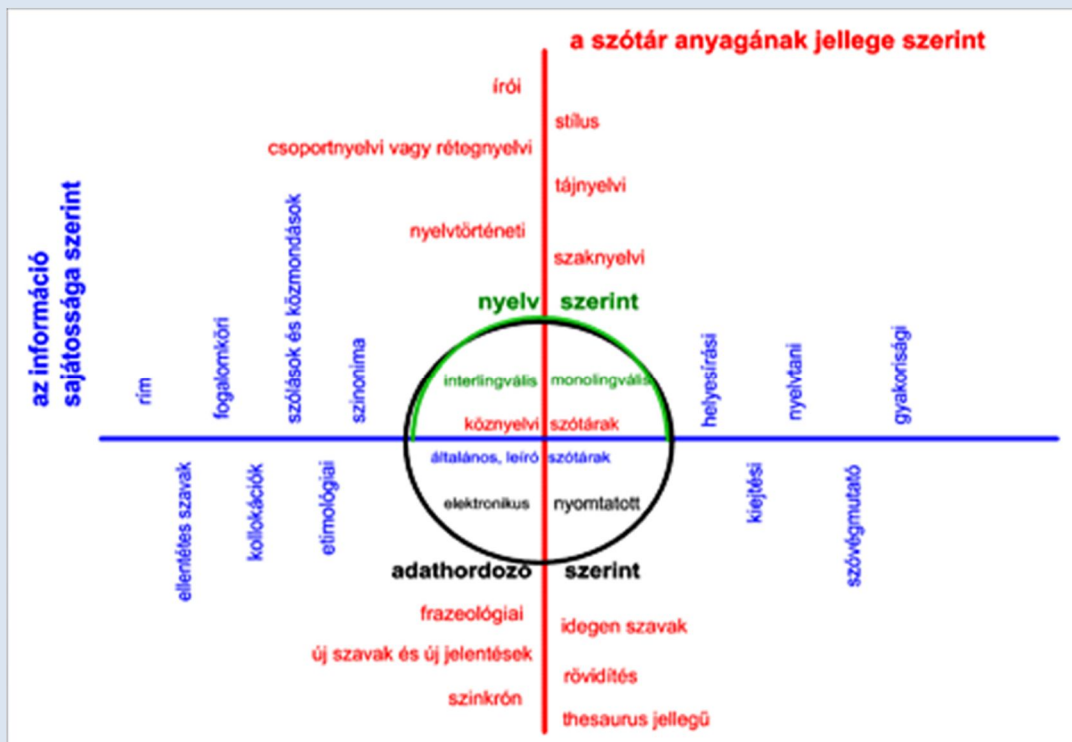 a szótár anyagának jellege szerint
írói
stílus
csoportnyelvi vagy rétegnyelvi
tájnyelvi
nyelvtörténeti
szaknyelvi
az információ
sajátossága szerint
rím
fogalomköri
szólások és közmondások
szinonima
nyelv szerint
interlingvális monolingvális
köznyelvi szótárak
általános, leíró szótárak
elektronikus nyomtatott
adathordozó szerint
helyesírási
nyelvtani
gyakorisági
ellentétes szavak
kollokációk
etimológiai
kiejtési
szóvégmutató
frazeológiai
idegen szavak
új szavak és új jelentések
rövidítés
szinkrón
thesaurus jellegű